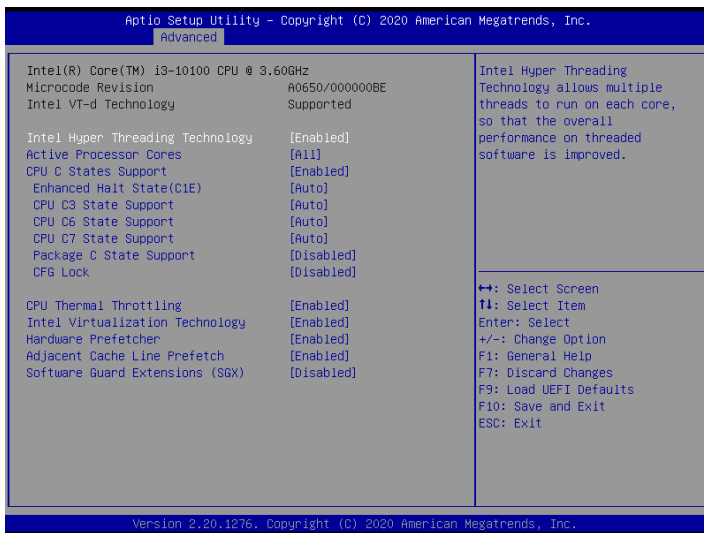 Aptio Setup Utility – Copyright (C) 2020 American Megatrends, Inc.
Advanced
Intel(R) Core(TM) i3-10100 CPU @ 3.60GHz
Microcode Revision A0650/000000BE
Intel VT-d Technology Supported
Intel Hyper Threading Technology [Enabled]
Active Processor Cores [All]
CPU C States Support [Enabled]
Enhanced Halt State(C1E) [Auto]
CPU C3 State Support [Auto]
CPU C6 State Support [Auto]
CPU C7 State Support [Auto]
Package C State Support [Disabled]
CFG Lock [Disabled]
CPU Thermal Throttling [Enabled]
Intel Virtualization Technology [Enabled]
Hardware Prefetcher [Enabled]
Adjacent Cache Line Prefetch [Enabled]
Software Guard Extensions (SGX) [Disabled]
Intel Hyper Threading
Technology allows multiple
threads to run on each core,
so that the overall
performance on threaded
software is improved.
↔: Select Screen
↑↓: Select Item
Enter: Select
+/-: Change Option
F1: General Help
F7: Discard Changes
F9: Load UEFI Defaults
F10: Save and Exit
ESC: Exit
Version 2.20.1276. Copyright (C) 2020 American Megatrends, Inc.